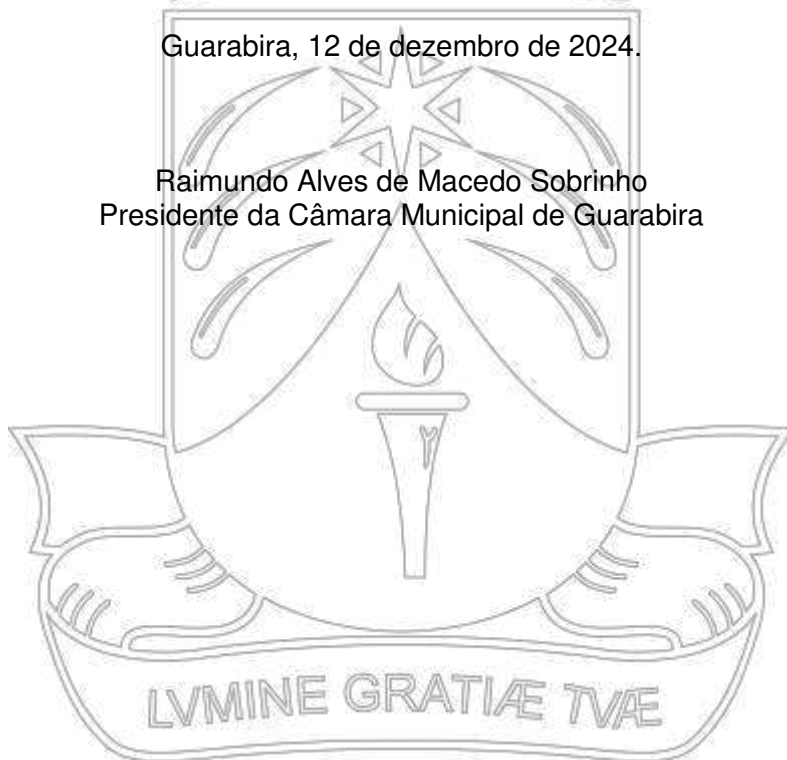 Guarabira, 12 de dezembro de 2024.
Raimundo Alves de Macedo Sobrinho
Presidente da Câmara Municipal de Guarabira
LVMINE GRATIÆ TVÆ